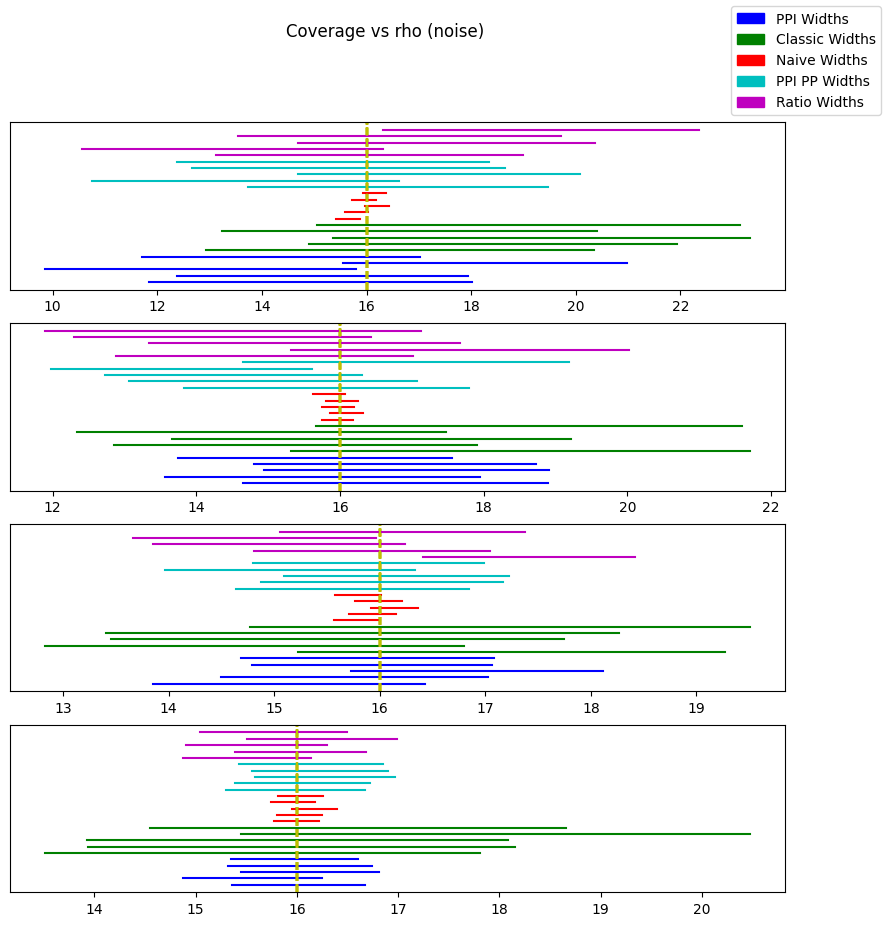 Coverage vs rho (noise)
PPI Widths
Classic Widths
Naive Widths
PPI PP Widths
Ratio Widths
10 12 14 16 18 20 22
12 14 16 18 20 22
13 14 15 16 17 18 19
14 15 16 17 18 19 20